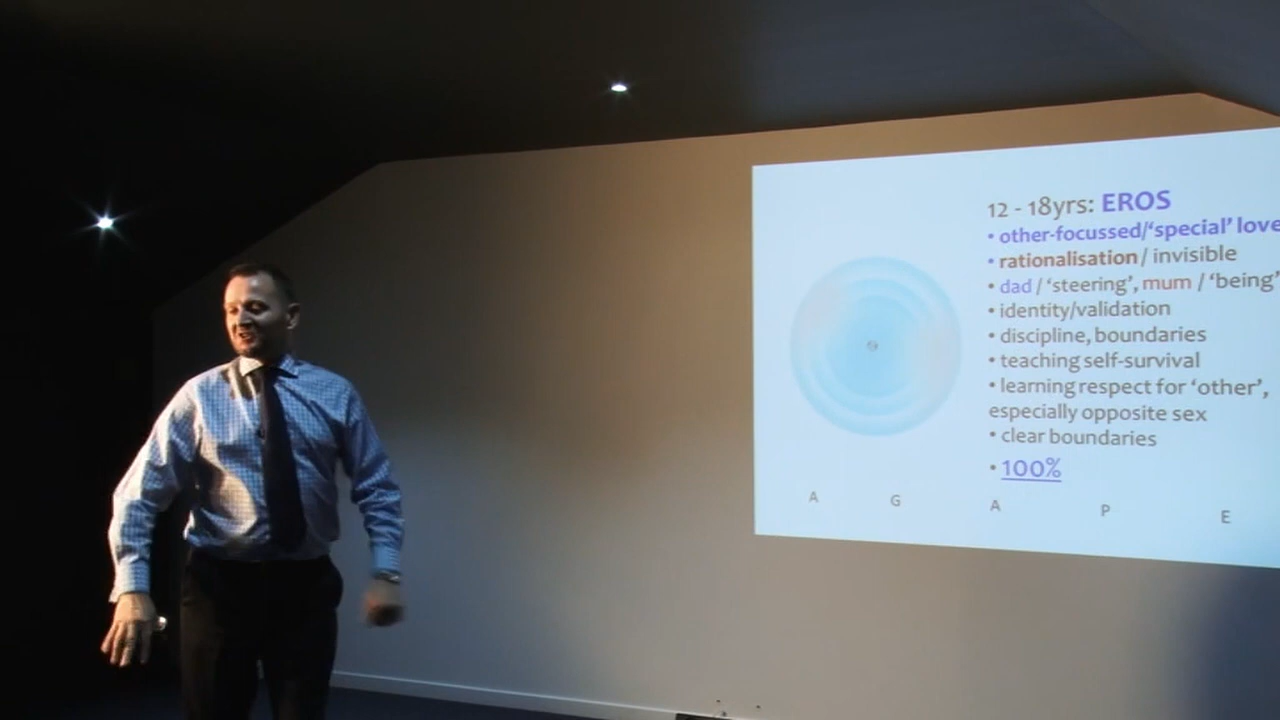 12 - 18yrs: EROS
• other-focussed/‘special’ love
• rationalisation / invisible
• dad / ‘steering’, mum / ‘being’
• identity/validation
• discipline, boundaries
• teaching self-survival
• learning respect for ‘other’,
especially opposite sex
• clear boundaries
• 100%
A G A P E